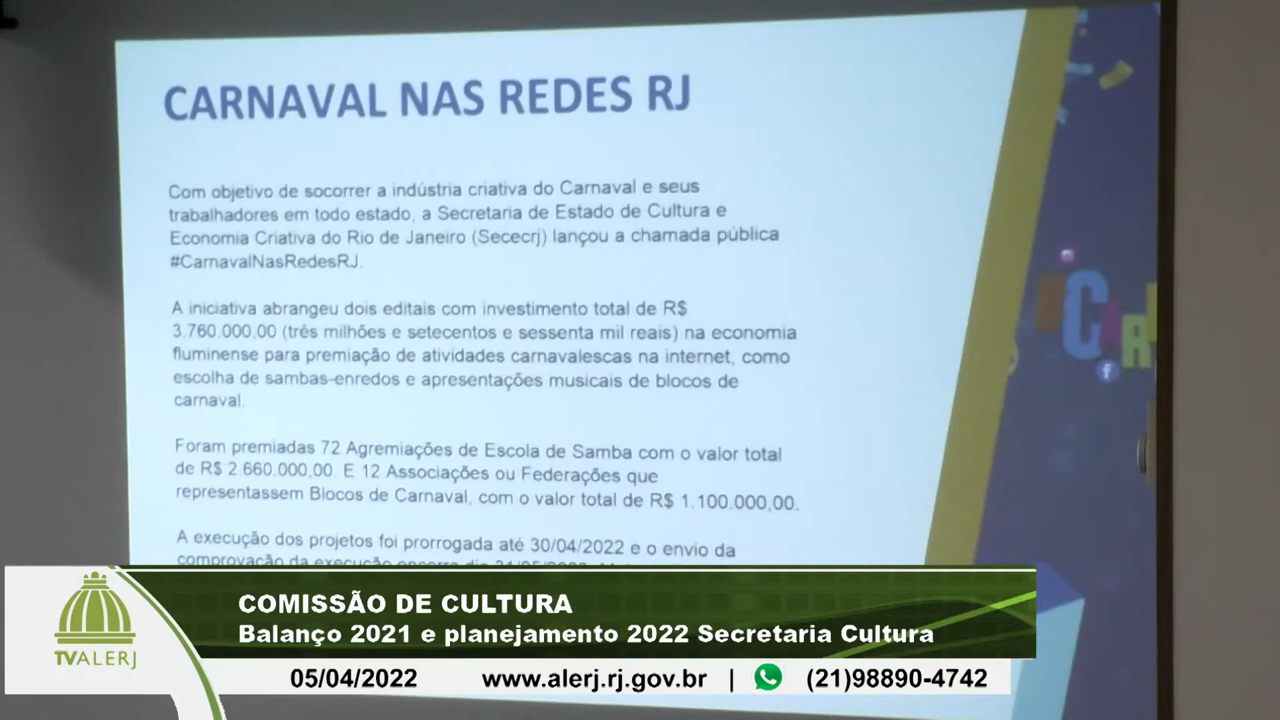 CARNAVAL NAS REDES RJ
Com objetivo de socorrer a indústria criativa do Carnaval e seus
trabalhadores em todo estado, a Secretaria de Estado de Cultura e
Economia Criativa do Rio de Janeiro (Sececrj) lançou a chamada pública
#CarnavalNasRedesRJ.
A iniciativa abrangeu dois editais com investimento total de R$
3.760.000,00 (três milhões e setecentos e sessenta mil reais) na economia
fluminense para premiação de atividades carnavalescas na internet, como
escolha de sambas-enredos e apresentações musicais de blocos de
carnaval.
Foram premiadas 72 Agremiações de Escola de Samba com o valor total
de R$ 2.660.000,00. E 12 Associações ou Federações que
representassem Blocos de Carnaval, com o valor total de R$ 1.100.000,00.
A execução dos projetos foi prorrogada até 30/04/2022 e o envio da
comprovação da execução
COMISSÃO DE CULTURA
Balanço 2021 e planejamento 2022 Secretaria Cultura
TVALERJ
05/04/2022 www.alerj.rj.gov.br | (21)98890-4742